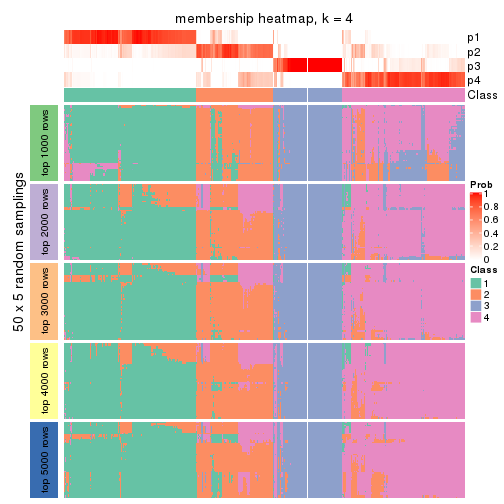 membership heatmap, k = 4
p1
p2
p3
p4
Class
50 x 5 random samplings
top 1000 rows
top 2000 rows
top 3000 rows
top 4000 rows
top 5000 rows
Prob
1
0.8
0.6
0.4
0.2
0
Class
1
2
3
4